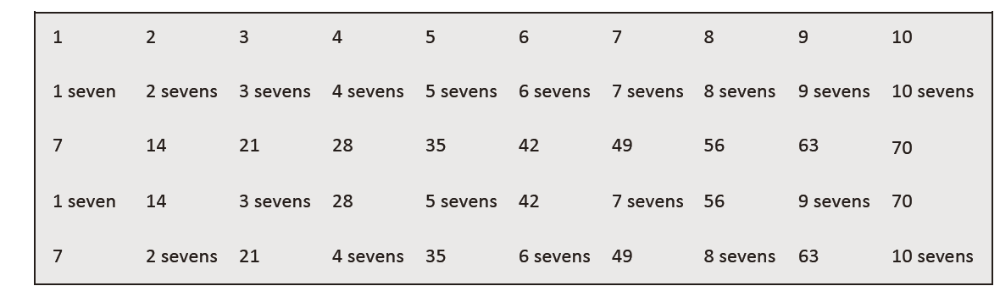 1 2 3 4 5 6 7 8 9 10
1 seven 2 sevens 3 sevens 4 sevens 5 sevens 6 sevens 7 sevens 8 sevens 9 sevens 10 sevens
7 14 21 28 35 42 49 56 63 70
1 seven 14 3 sevens 28 5 sevens 42 7 sevens 56 9 sevens 70
7 2 sevens 21 4 sevens 35 6 sevens 49 8 sevens 63 10 sevens